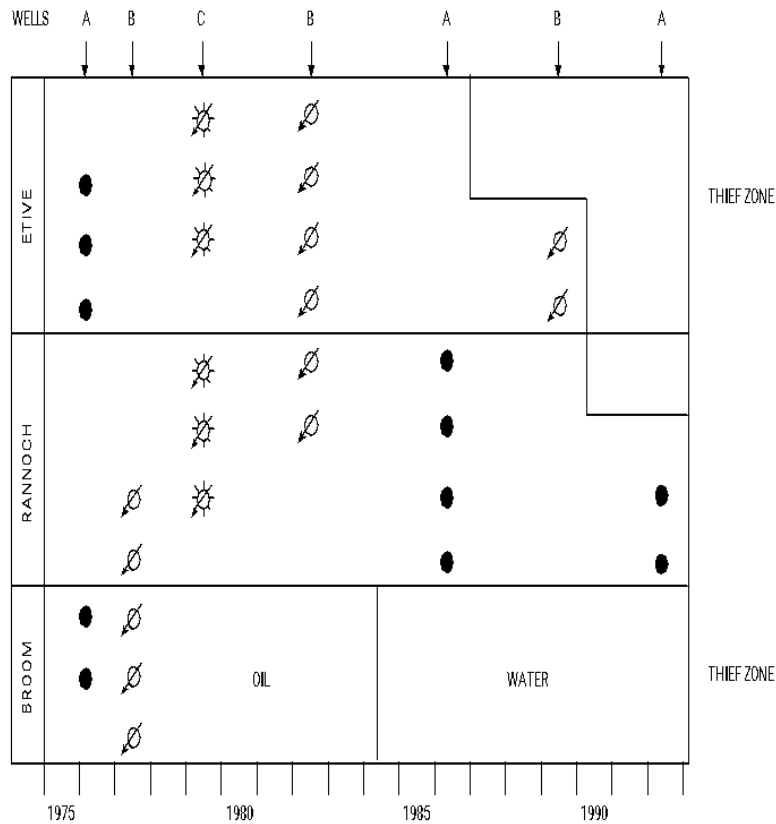 WELLS A B C B A B A
ETIVE
THIEF ZONE
RANNOCH
BROOM
OIL
WATER
THIEF ZONE
1975 1980 1985 1990